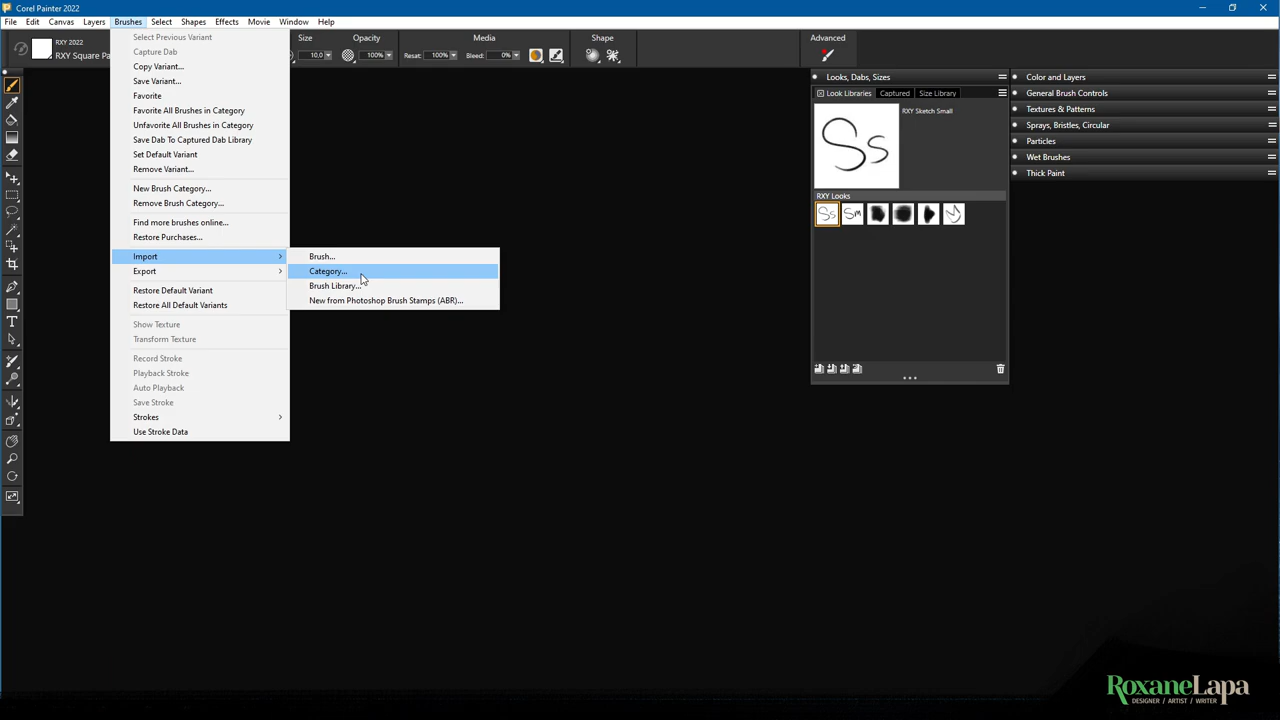 Corel Painter 2022
File Edit Canvas Layers Brushes Select Shapes Effects Movie Window Help
RXY 2022
RXY Square Pa
Size Opacity Media Shape Advanced
10.0 100% Reset: 100% Bleed: 0%
Select Previous Variant
Capture Dab
Copy Variant...
Save Variant...
Favorite
Favorite All Brushes in Category
Unfavorite All Brushes in Category
Save Dab To Captured Dab Library
Set Default Variant
Remove Variant...
New Brush Category...
Remove Brush Category...
Find more brushes online...
Restore Purchases...
Import
Export
Restore Default Variant
Restore All Default Variants
Show Texture
Transform Texture
Record Stroke
Playback Stroke
Auto Playback
Save Stroke
Strokes
Use Stroke Data
Brush...
Category...
Brush Library...
New from Photoshop Brush Stamps (ABR)...
Looks, Dabs, Sizes
Look Libraries Captured Size Library
RXY Sketch Small
Ss
RXY Looks
Ss Sm
Color and Layers
General Brush Controls
Textures & Patterns
Sprays, Bristles, Circular
Particles
Wet Brushes
Thick Paint
RoxaneLapa
DESIGNER / ARTIST / WRITER